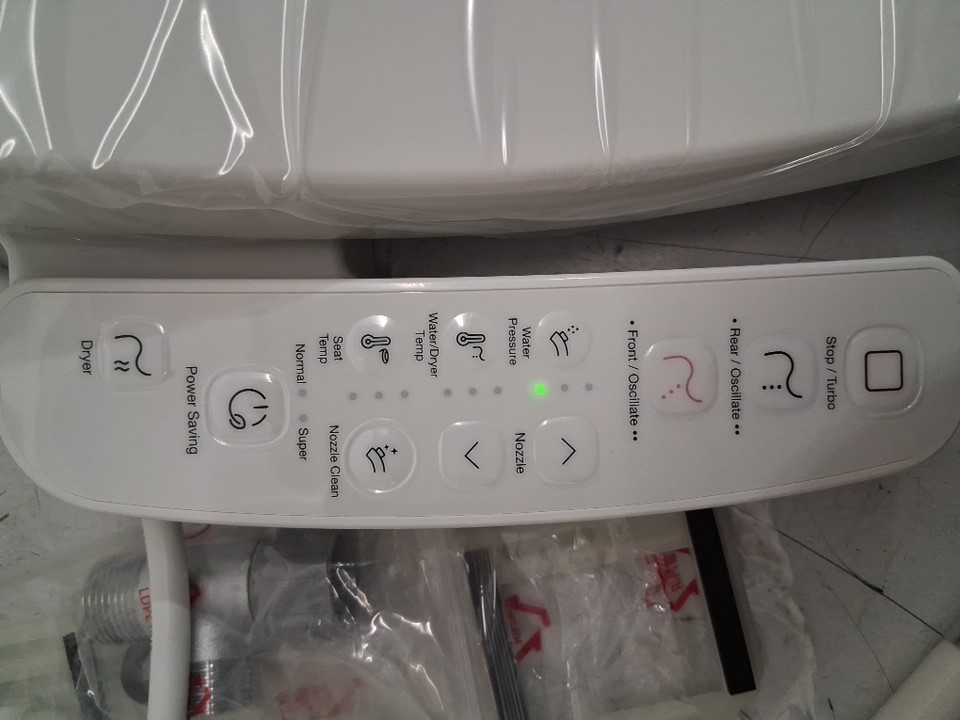 Stop / Turbo
• Rear / Oscillate ••
• Front / Oscillate ••
Water
Pressure
Nozzle
Water/Dryer
Temp
Seat
Temp
Nozzle Clean
Normal
Super
Power Saving
Dryer